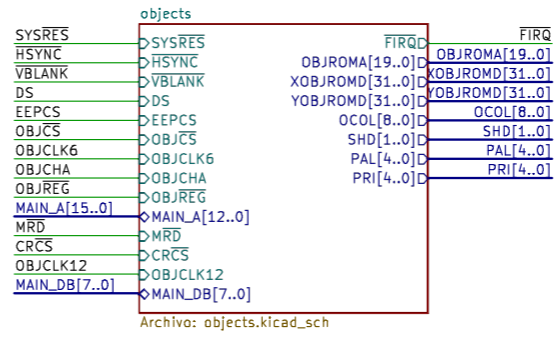 objects
SYSRES
HSYNC
VBLANK
DS
EEPCS
OBJCS
OBJCLK6
OBJCHA
OBJREG
MAIN_A[15..0]
MRD
CRCS
OBJCLK12
MAIN_DB[7..0]
SYSRES
HSYNC
VBLANK
DS
EEPCS
OBJCS
OBJCLK6
OBJCHA
OBJREG
MAIN_A[12..0]
MRD
CRCS
OBJCLK12
MAIN_DB[7..0]
FIRQ
OBJROMA[19..0]
XOBJROMD[31..0]
YOBJROMD[31..0]
OCOL[8..0]
SHD[1..0]
PAL[4..0]
PRI[4..0]
FIRQ
OBJROMA[19..0]
XOBJROMD[31..0]
YOBJROMD[31..0]
OCOL[8..0]
SHD[1..0]
PAL[4..0]
PRI[4..0]
Archivo: objects.kicad_sch